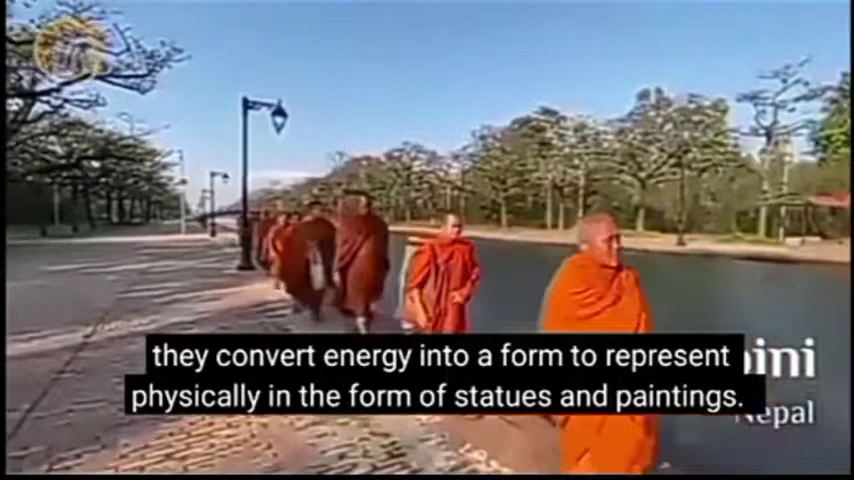 they convert energy into a form to represent
physically in the form of statues and paintings.
Nepal